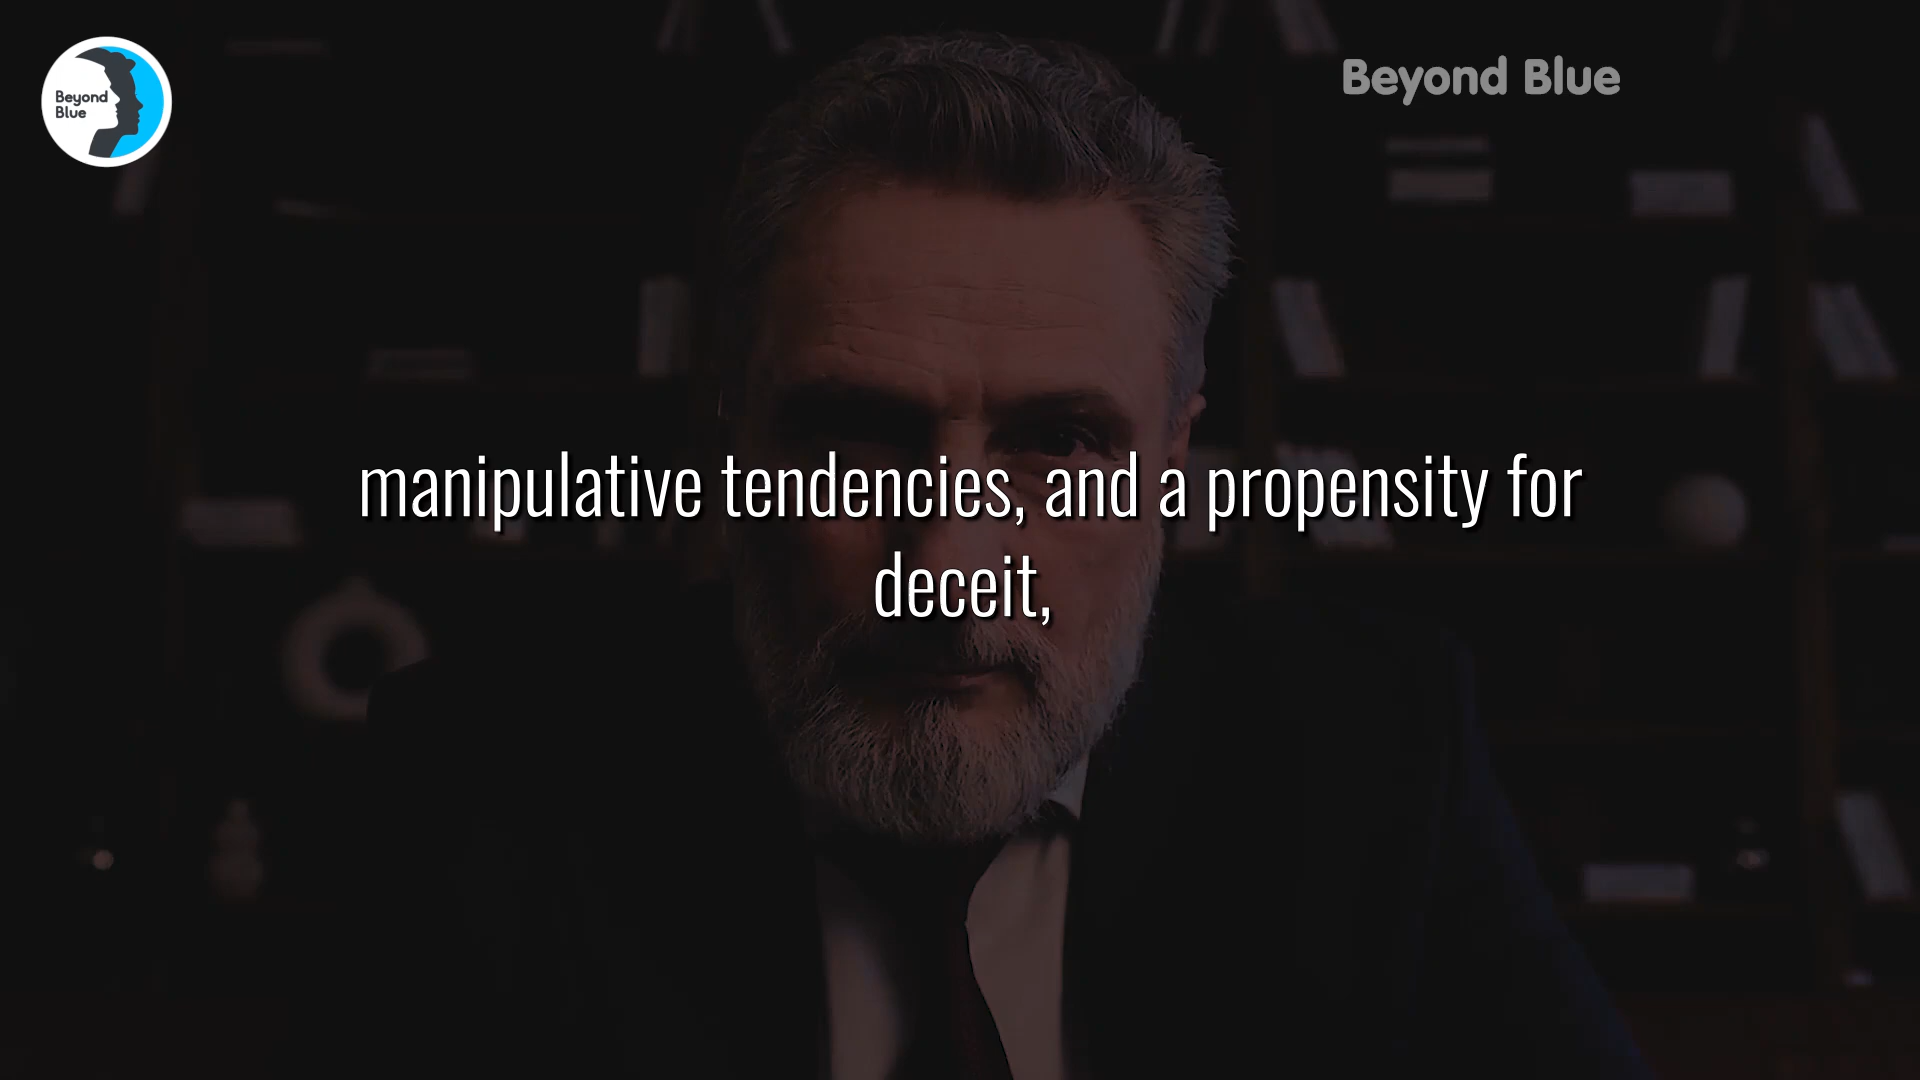 Beyond
Blue
Beyond Blue
manipulative tendencies, and a propensity for
deceit,